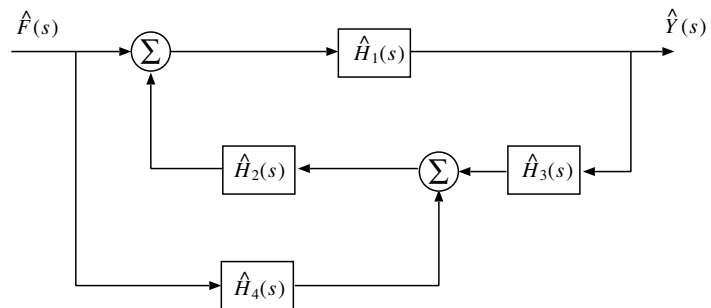 F̂(s)
Ŷ(s)
Σ
Ĥ₁(s)
Ĥ₂(s)
Σ
Ĥ₃(s)
Ĥ₄(s)